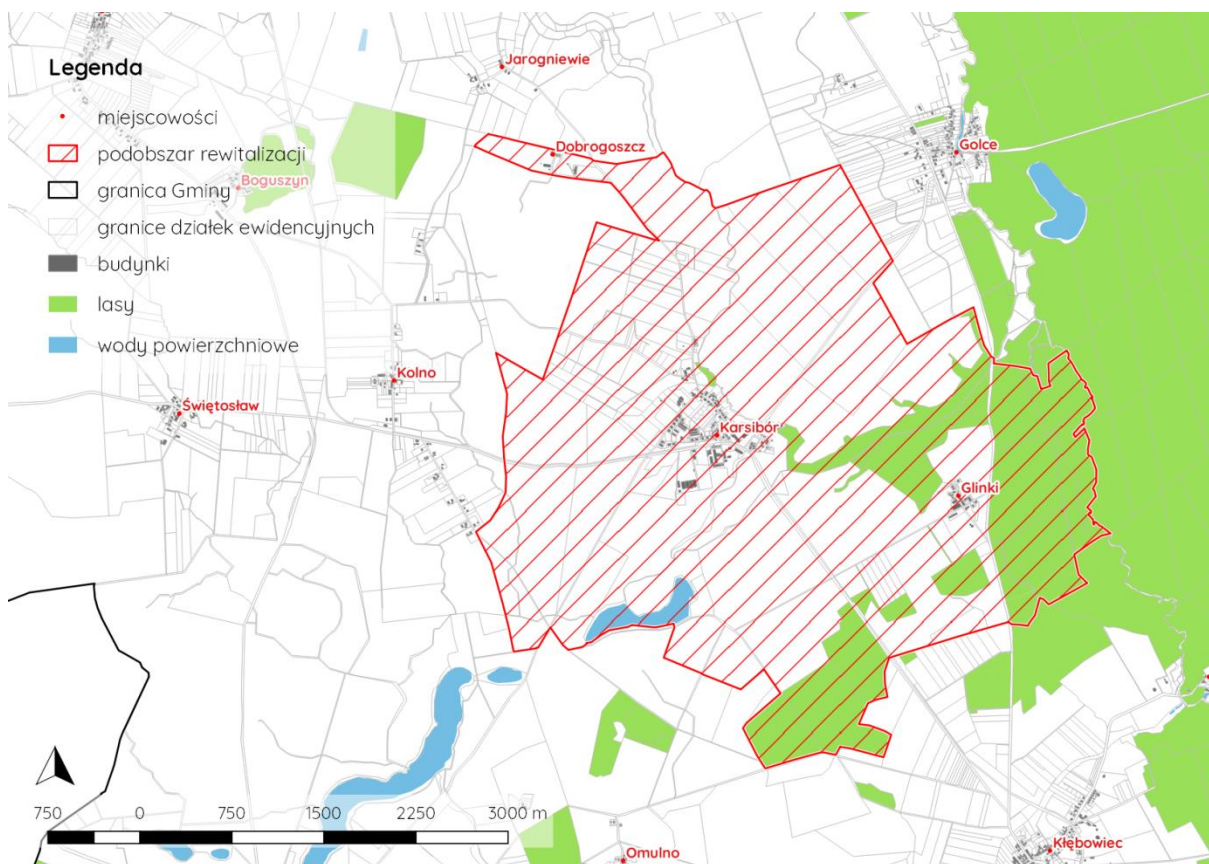 Legenda
miejscowości
podobszar rewitalizacji
granica Gminy
granice działek ewidencyjnych
budynki
lasy
wody powierzchniowe
Jarogniewie
Dobrogoszcz
Golce
Boguszyn
Kolno
Świętosław
Karsibór
Glinki
750 0 750 1500 2250 3000 m
Omulno
Kłębowiec